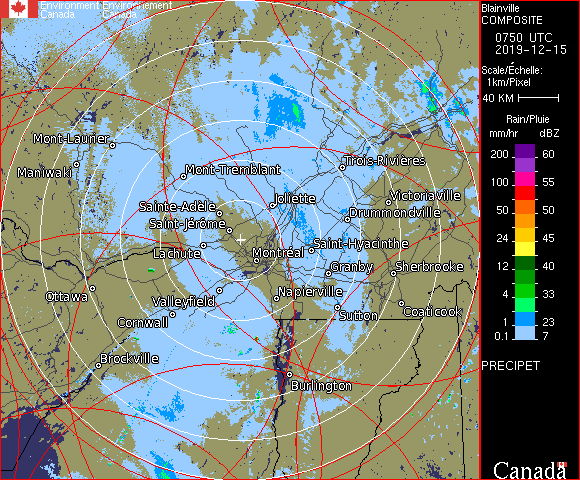 Environment Environnement
Canada Canada
Blainville
COMPOSITE
0750 UTC
2019-12-15
Scale/Échelle:
1km/Pixel
40 KM
Rain/Pluie
mm/hr dBZ
200 60
100 55
50 50
24 45
12 40
4 33
1 23
0.1 7
PRECIPET
Canada
Mont-Laurier
Maniwaki
Mont-Tremblant
Trois-Rivières
Sainte-Adèle
Joliette
Victoriaville
Drummondville
Saint-Jérôme
Lachute
Montréal
Saint-Hyacinthe
Granby
Sherbrooke
Ottawa
Valleyfield
Napierville
Cornwall
Sutton
Coaticook
Brockville
Burlington